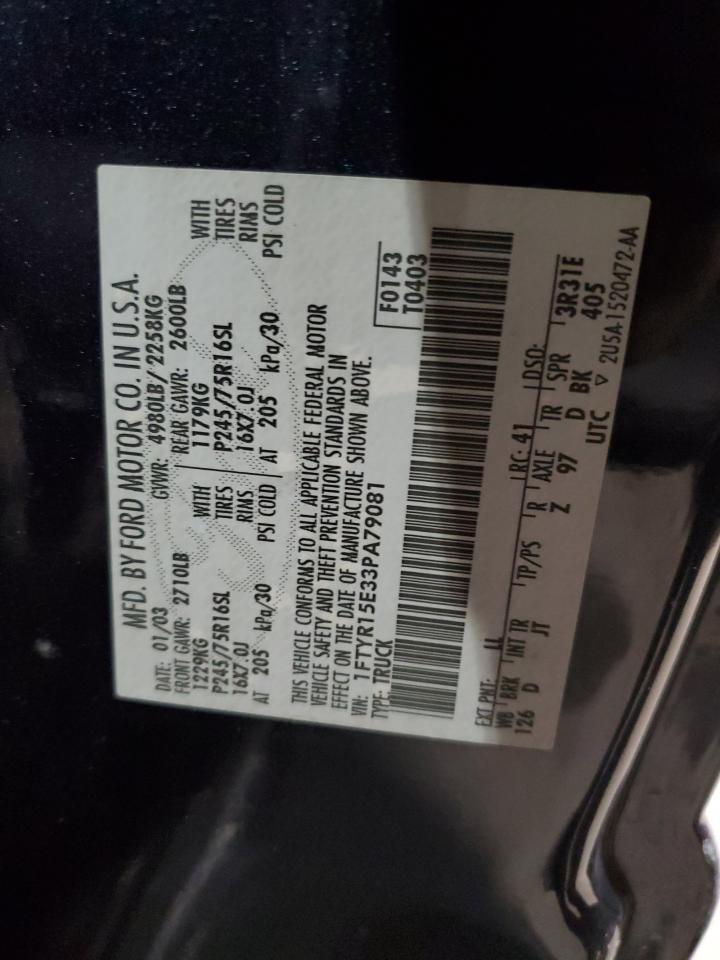 MFD. BY FORD MOTOR CO. IN U.S.A.
DATE: 01/03 GVWR: 4980LB/ 2258KG
FRONT GAWR: 2710LB REAR GAWR: 2600LB
1229KG WITH 1179KG WITH
P245/75R16SL TIRES P245/75R16SL TIRES
16X7.0J RIMS 16X7.0J RIMS
AT 205 kPa/30 PSI COLD AT 205 kPa/30 PSI COLD
THIS VEHICLE CONFORMS TO ALL APPLICABLE FEDERAL MOTOR
VEHICLE SAFETY AND THEFT PREVENTION STANDARDS IN
EFFECT ON THE DATE OF MANUFACTURE SHOWN ABOVE.
VIN: 1FTYR15E33PA79081 F0143
TYPE: TRUCK T0403
EXT PNT: LL RC: 41 DSO:
WB BRK INT TR TP/PS R AXLE TR SPR 3R31E
126 D JT Z 97 D BK 405
UTC ▽ 2U5A-1520472-AA